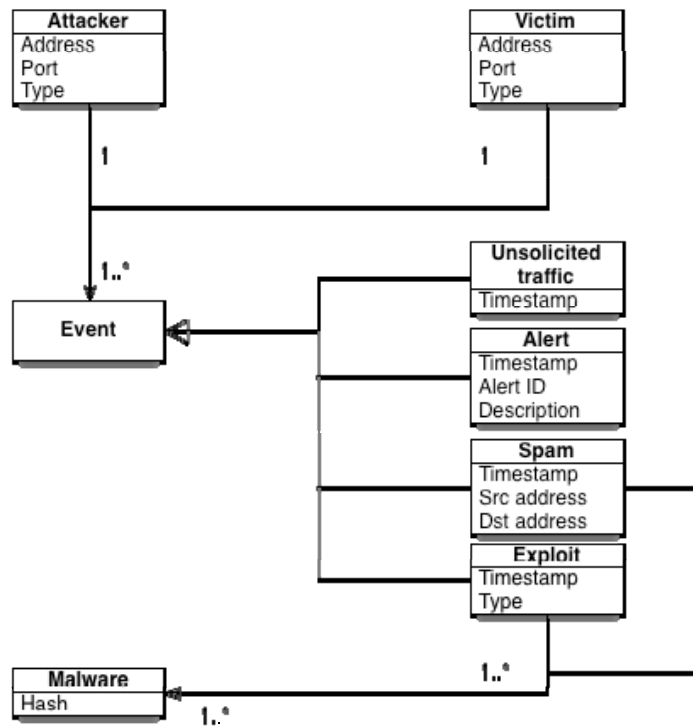 Attacker
Address
Port
Type
Victim
Address
Port
Type
1
1
1..*
Event
Unsolicited
traffic
Timestamp
Alert
Timestamp
Alert ID
Description
Spam
Timestamp
Src address
Dst address
Exploit
Timestamp
Type
1..*
Malware
Hash
1..*